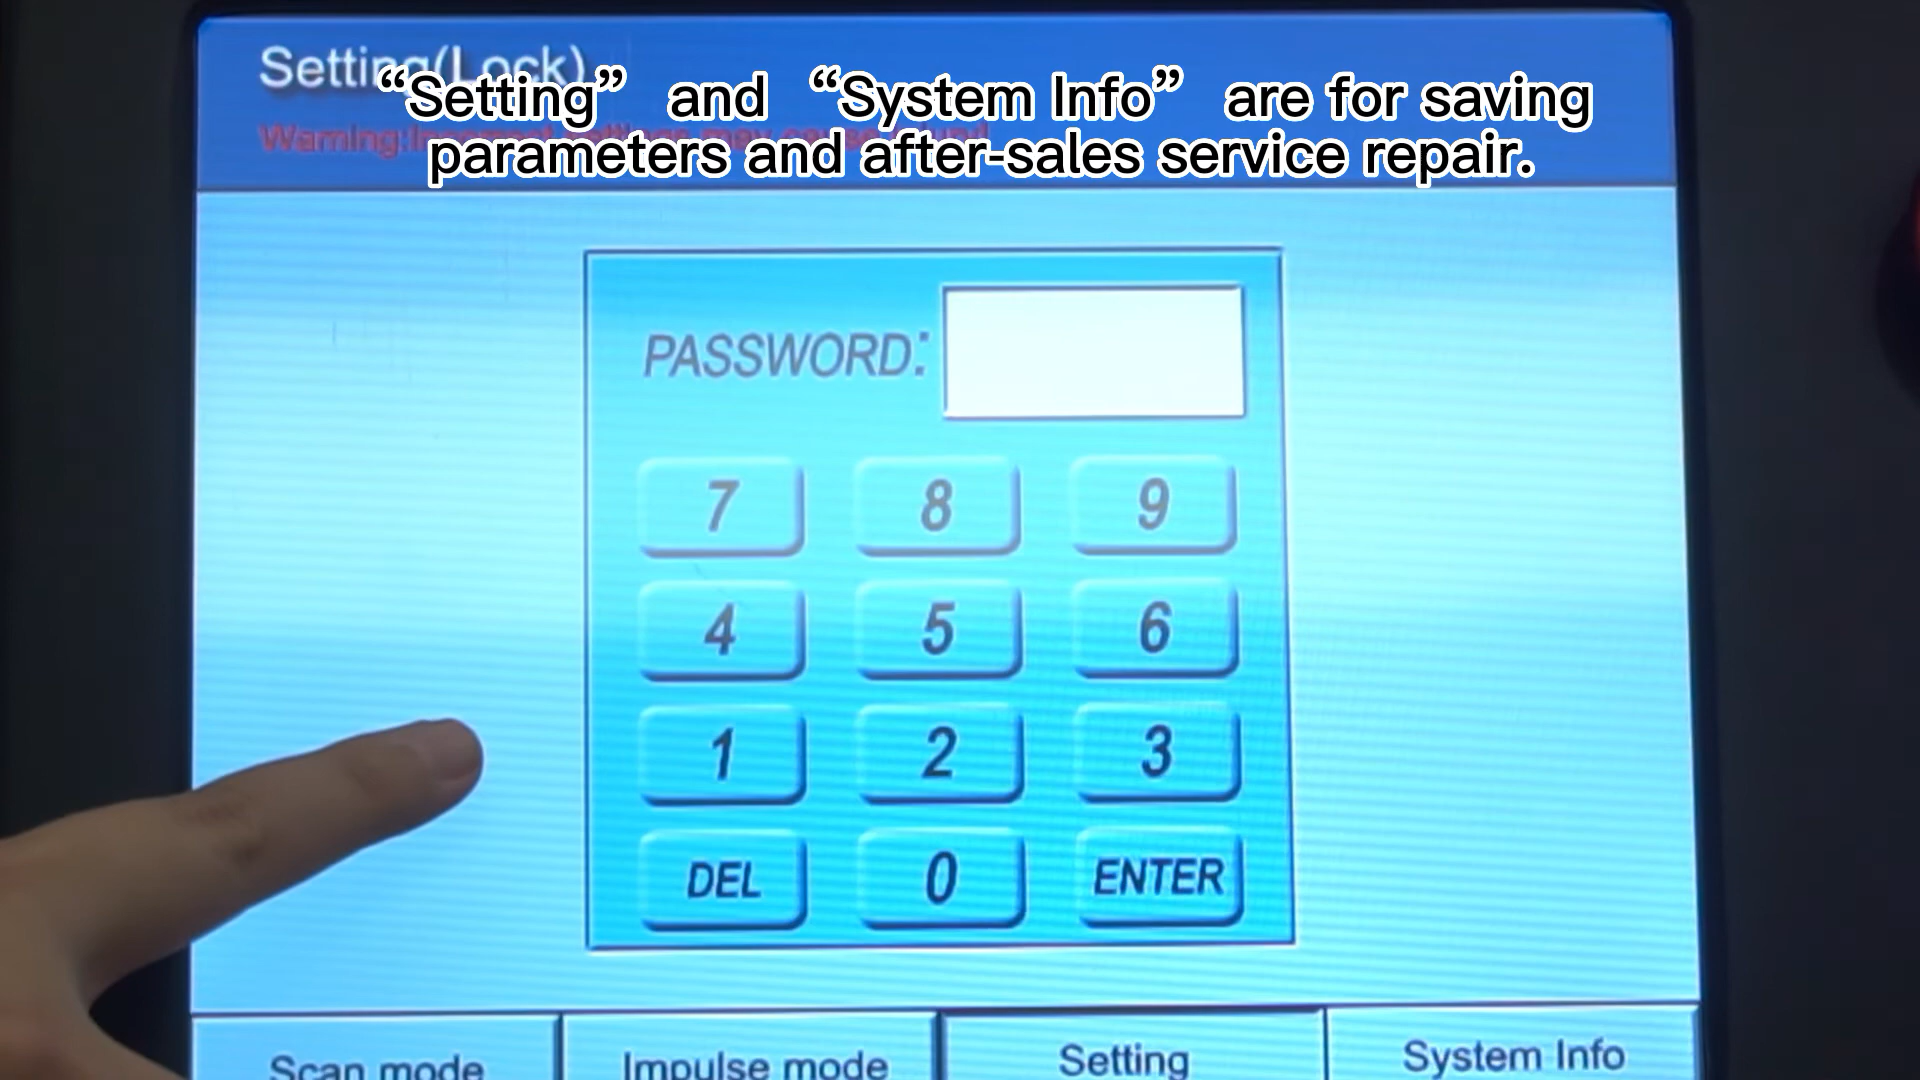 Setting(Lock)
“Setting” and “System Info” are for saving
parameters and after-sales service repair.
Warning:
PASSWORD:
7 8 9
4 5 6
1 2 3
DEL 0 ENTER
Scan mode Impulse mode Setting System Info